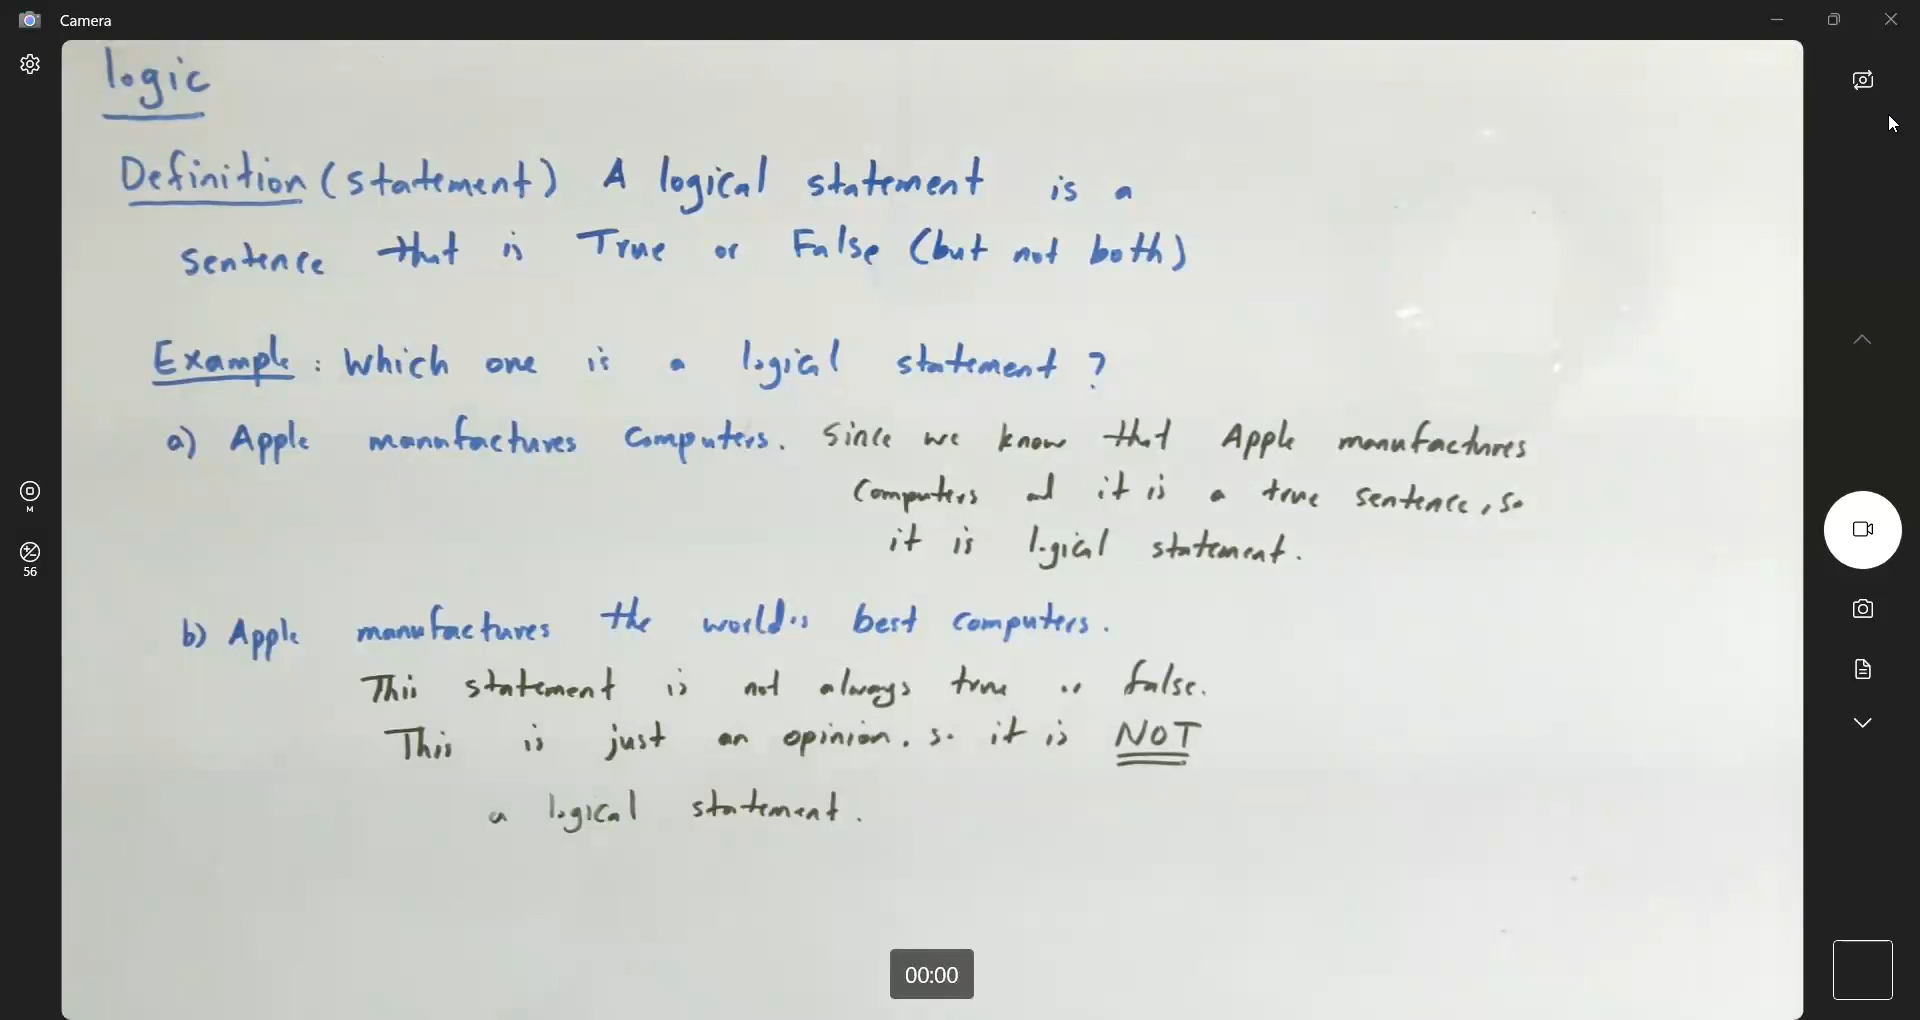 Camera
logic
Definition (statement) A logical statement is a
sentence that is True or False (but not both)
Example : Which one is a logical statement ?
a) Apple manufactures computers. Since we know that Apple manufactures
computers and it is a true sentence, so
it is logical statement.
b) Apple manufactures the world's best computers.
This statement is not always true or false.
This is just an opinion. so it is NOT
a logical statement.
M
56
00:00